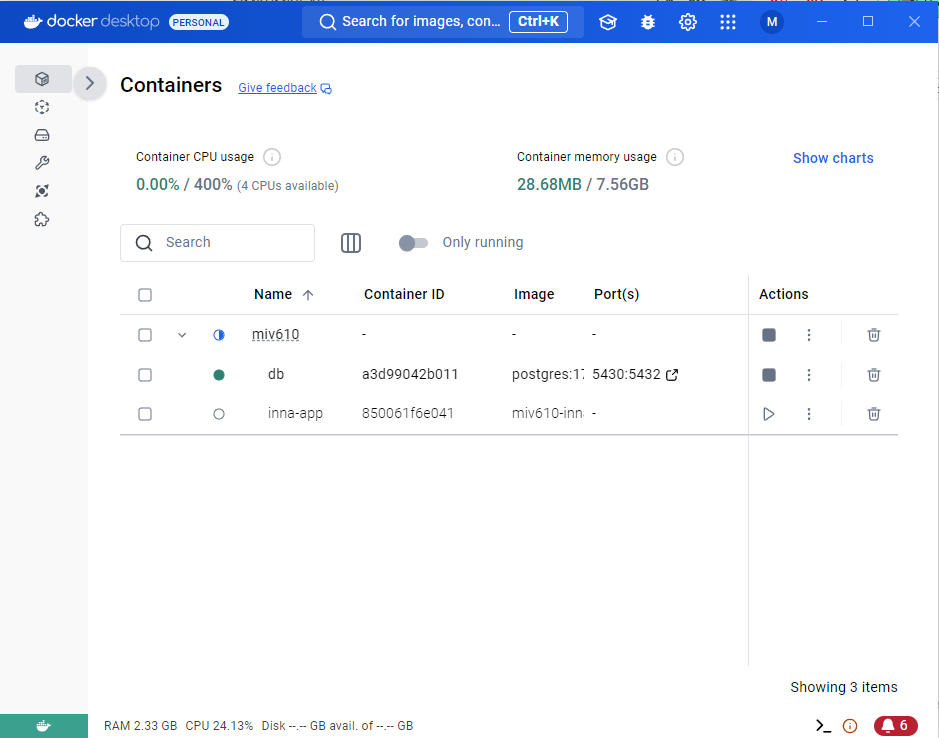 docker desktop PERSONAL Search for images, con... Ctrl+K M
Containers Give feedback
Container CPU usage Container memory usage Show charts
0.00% / 400% (4 CPUs available) 28.68MB / 7.56GB
Search Only running
Name Container ID Image Port(s) Actions
miv610 - - -
db a3d99042b011 postgres:17 5430:5432
inna-app 850061f6e041 miv610-inn -
Showing 3 items
RAM 2.33 GB CPU 24.13% Disk --.-- GB avail. of --.-- GB 6